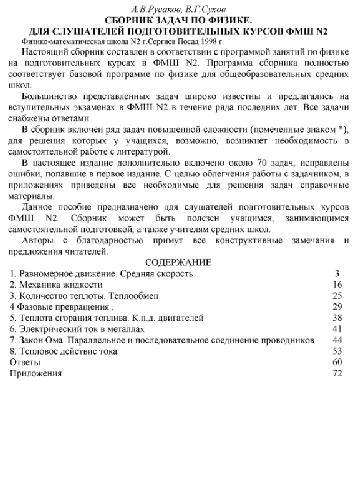 А.В.Русаков, В.Г.Сухов
СБОРНИК ЗАДАЧ ПО ФИЗИКЕ.
ДЛЯ СЛУШАТЕЛЕЙ ПОДГОТОВИТЕЛЬНЫХ КУРСОВ ФМШ N2
Физико-математическая школа N2 г.Сергиев Посад 1998 г.
Настоящий сборник составлен в соответствии с программой занятий по физике
на подготовительных курсах в ФМШ N2. Программа сборника полностью
соответствует базовой программе по физике для общеобразовательных средних
школ.
Большинство представленных задач широко известны и предлагались на
вступительных экзаменах в ФМШ N2 в течение ряда последних лет. Все задачи
снабжены ответами.
В сборник включен ряд задач повышенной сложности (помеченные знаком *),
для решения которых у учащихся, возможно, возникнет необходимость в
самостоятельной работе с литературой.
В настоящее издание дополнительно включено около 70 задач, исправлены
ошибки, попавшие в первое издание. С целью облегчения работы с задачником, в
приложениях приведены все необходимые для решения задач справочные
материалы.
Данное пособие предназначено для слушателей подготовительных курсов
ФМШ N2. Сборник может быть полезен учащимся, занимающимся
самостоятельной подготовкой, а также учителям средних школ.
Авторы с благодарностью примут все конструктивные замечания и
предложения читателей.
СОДЕРЖАНИЕ
1. Равномерное движение. Средняя скорость 3
2. Механика жидкости 16
3. Количество теплоты. Теплообмен 25
4 Фазовые превращения . 29
5. Теплота сгорания топлива. К.п.д. двигателей 38
6. Электрический ток в металлах 41
7. Закон Ома. Параллельное и последовательное соединение проводников 44
8. Тепловое действие тока 53
Ответы 60
Приложения 72